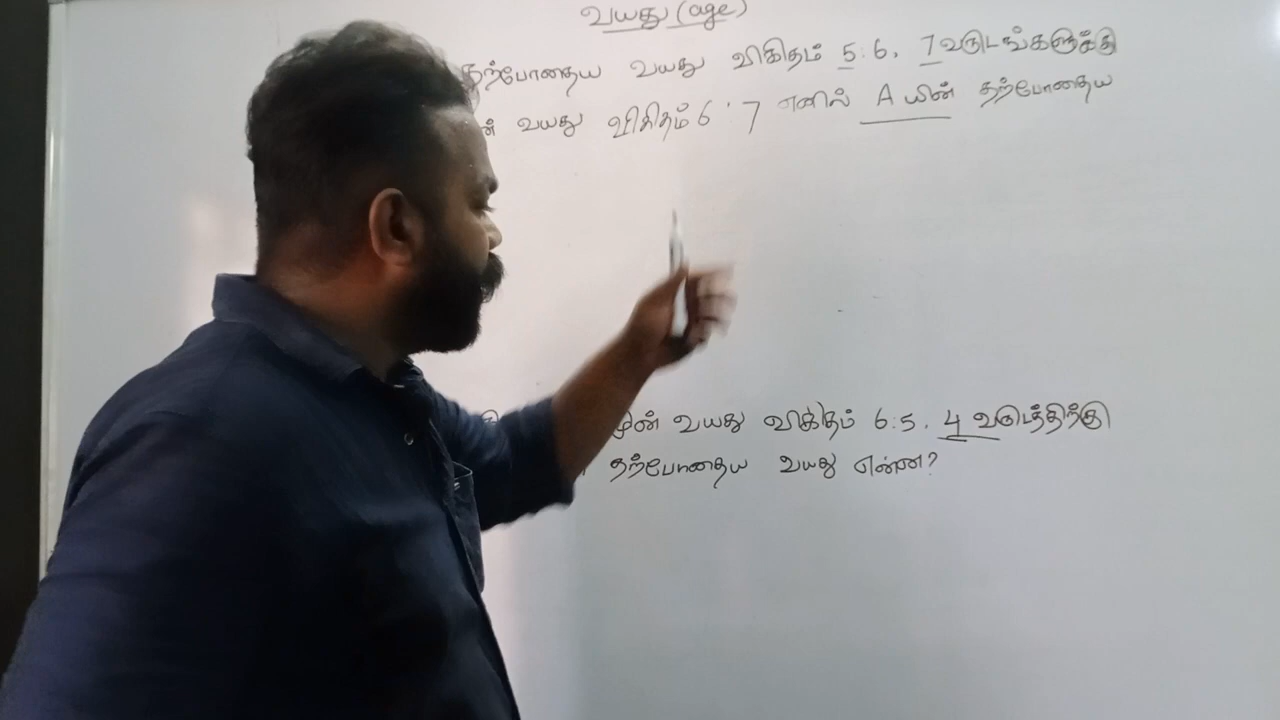 வயது (age)
தற்போதைய வயது விகிதம் 5:6. 7 வருடங்களுக்கு
ன் வயது விகிதம் 6:7 எனில் A யின் தற்போதைய
ன் வயது விகிதம் 6:5. 4 வருடத்திற்கு
தற்போதைய வயது என்ன?